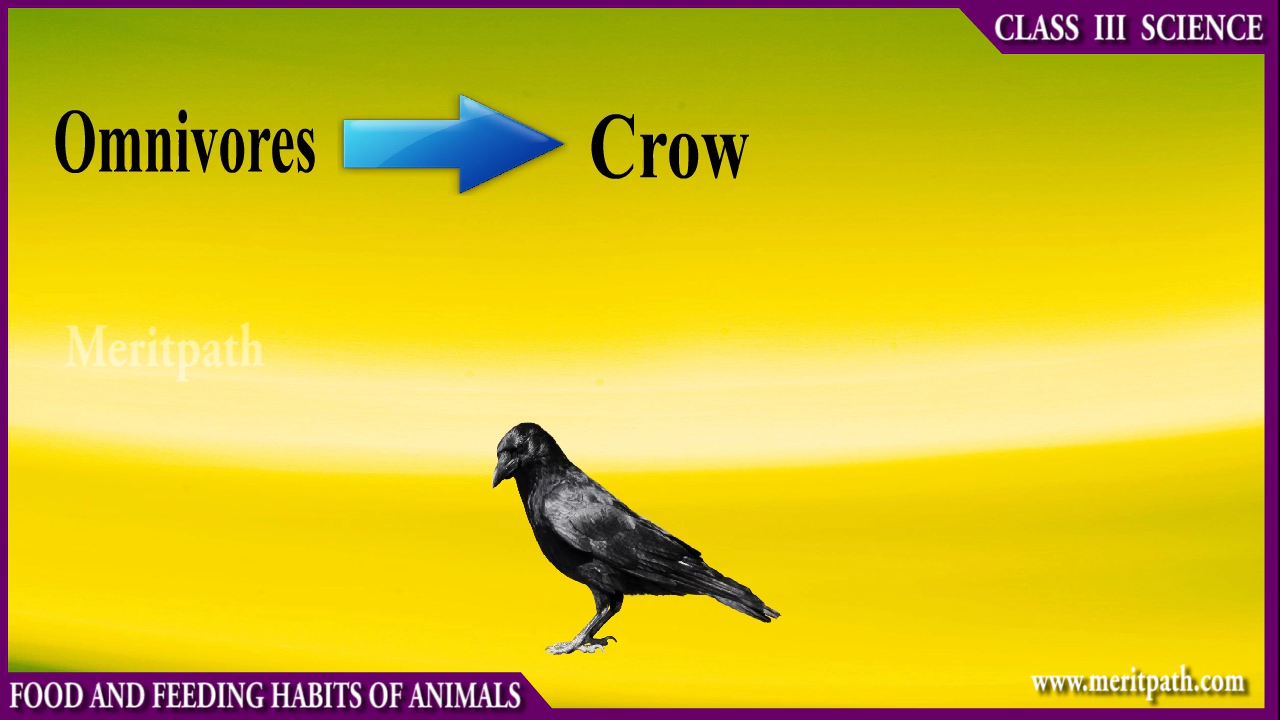 CLASS III SCIENCE
Omnivores Crow
Meritpath
www.meritpath.com
FOOD AND FEEDING HABITS OF ANIMALS